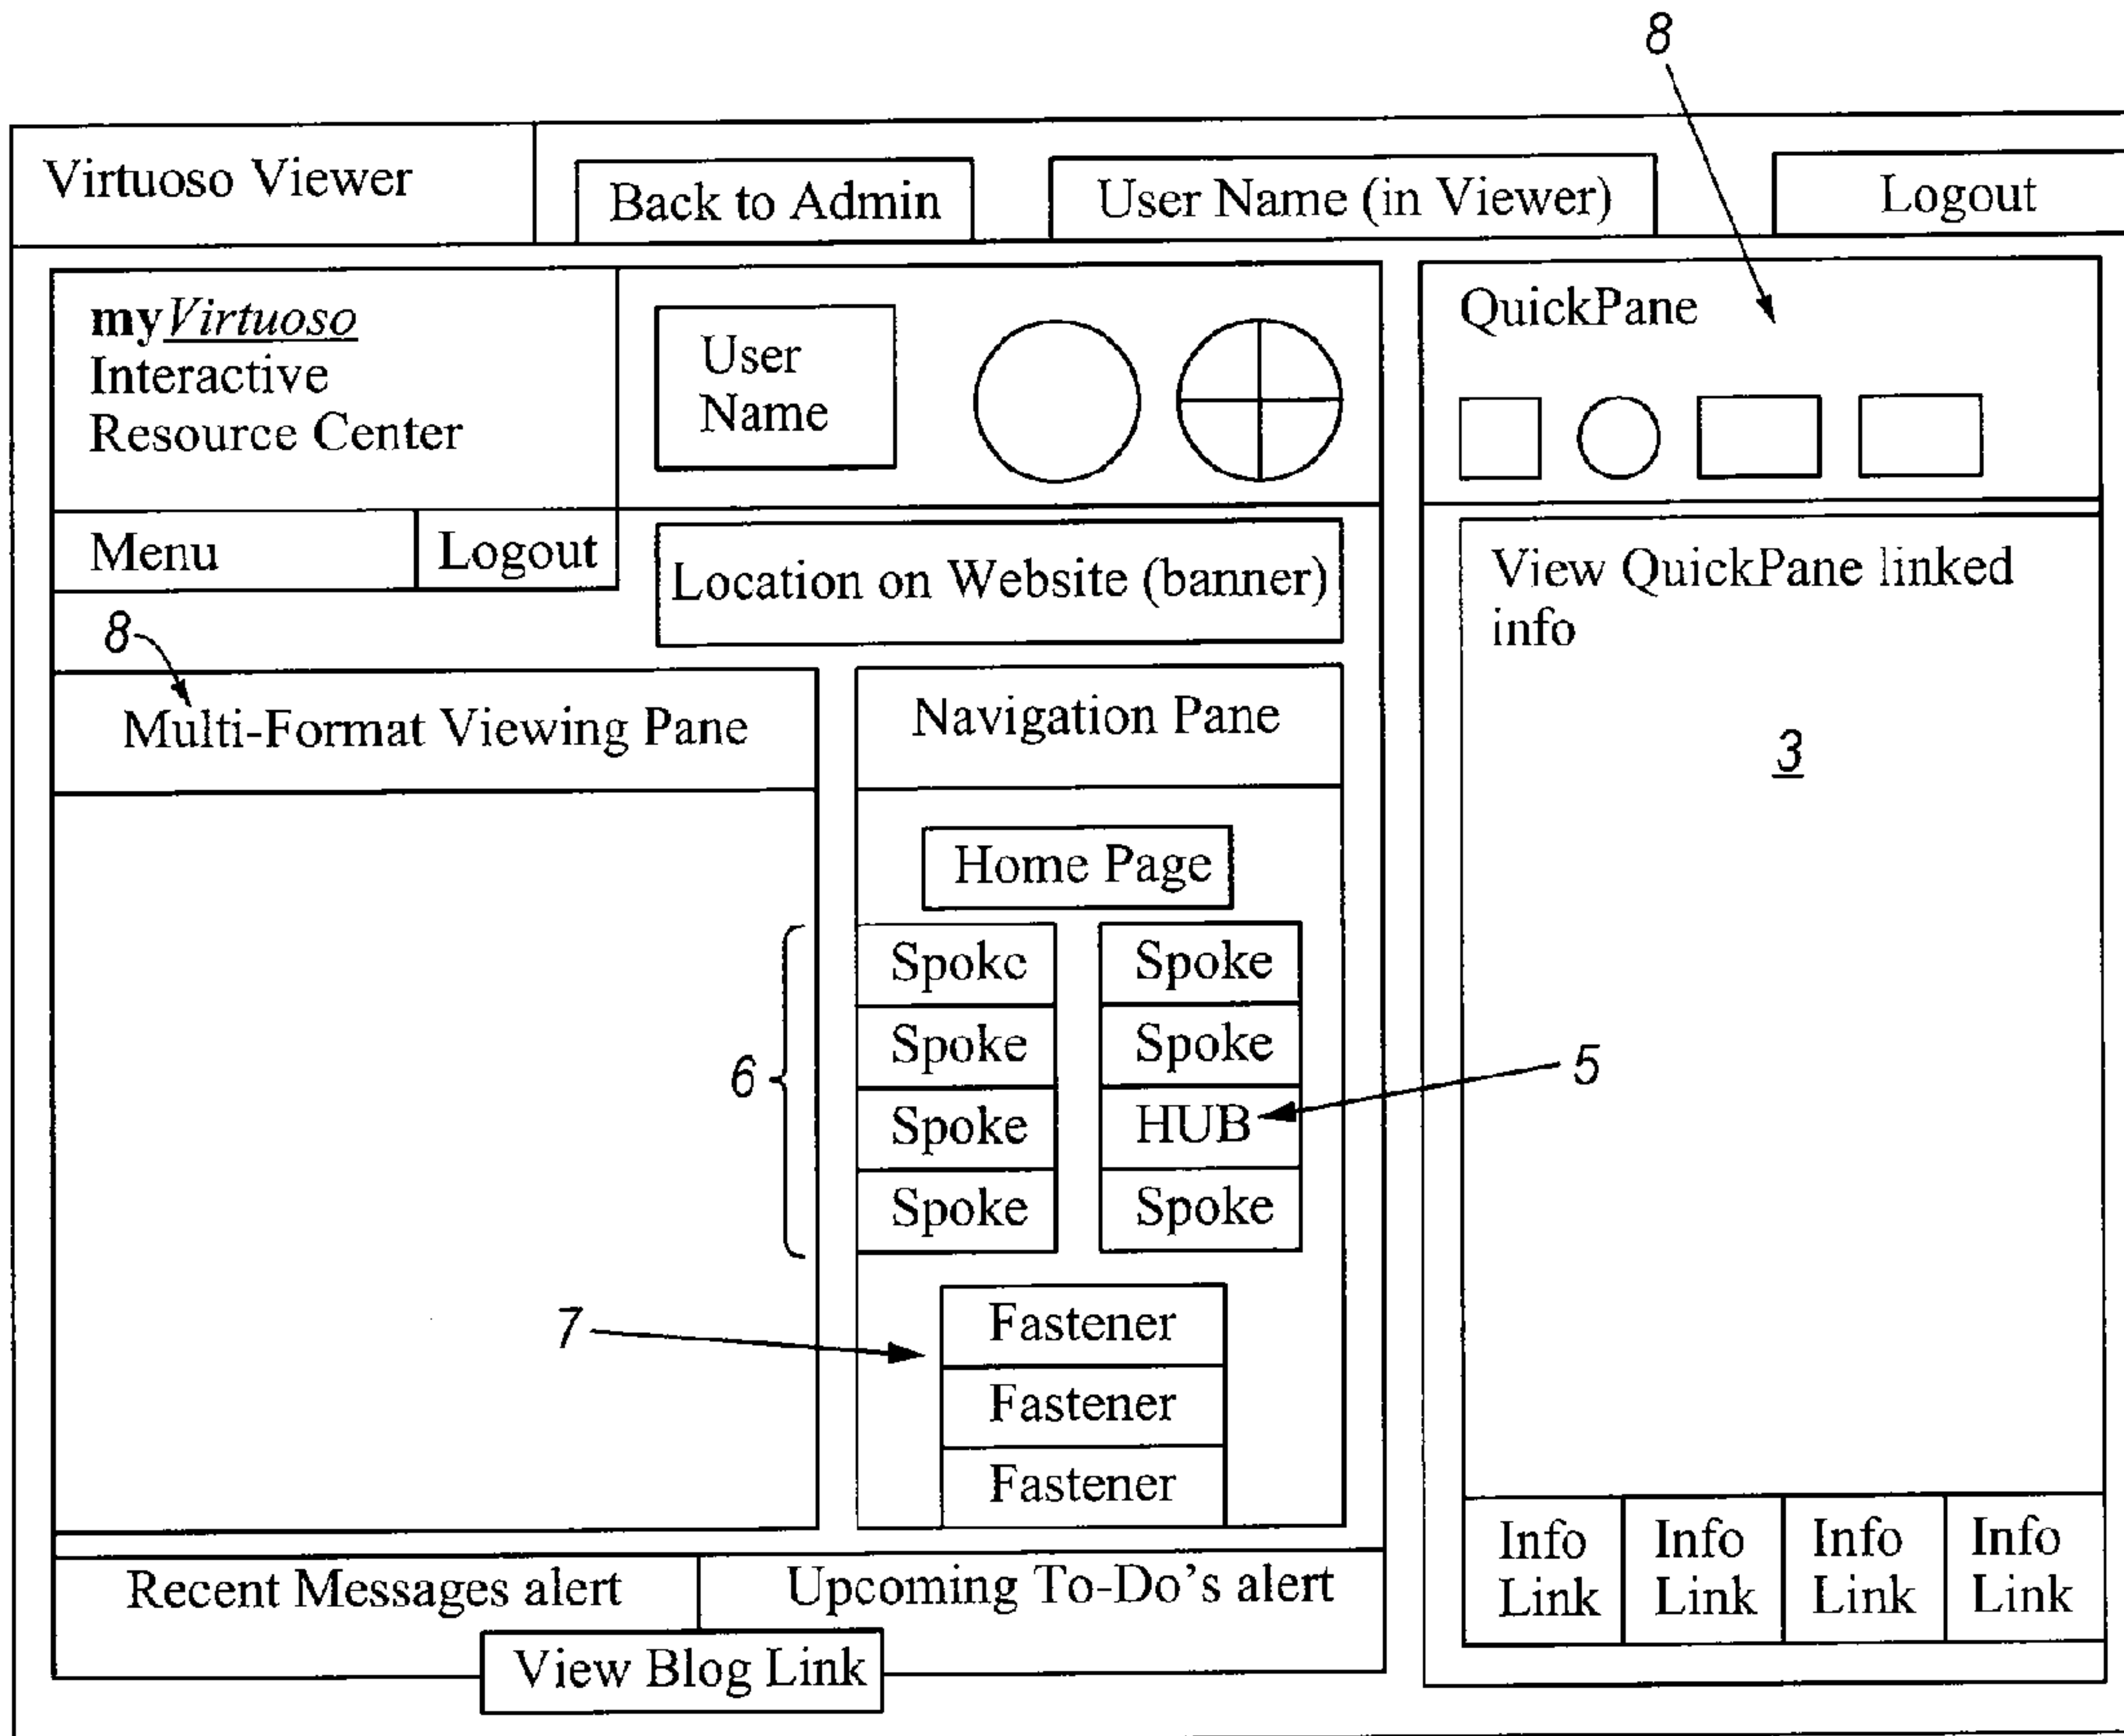 8
Virtuoso Viewer
Back to Admin
User Name (in Viewer)
Logout
myVirtuoso
Interactive
Resource Center
User
Name
QuickPane
Menu
Logout
Location on Website (banner)
View QuickPane linked
info
8
Multi-Format Viewing Pane
Navigation Pane
3
Home Page
Spoke
Spoke
Spoke
Spoke
6
5
Spoke
HUB
Spoke
Spoke
7
Fastener
Fastener
Fastener
Info
Link
Info
Link
Info
Link
Info
Link
Recent Messages alert
Upcoming To-Do's alert
View Blog Link